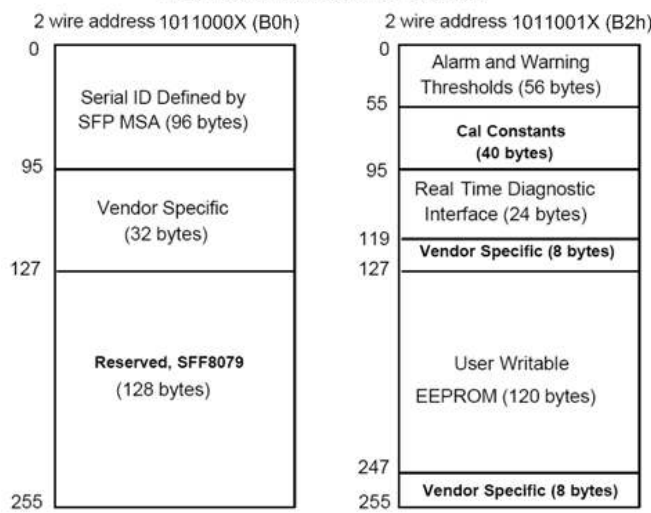 2 wire address 1011000X (B0h)
0
Serial ID Defined by
SFP MSA (96 bytes)
95
Vendor Specific
(32 bytes)
127
Reserved, SFF8079
(128 bytes)
255
2 wire address 1011001X (B2h)
0
Alarm and Warning
Thresholds (56 bytes)
55
Cal Constants
(40 bytes)
95
Real Time Diagnostic
Interface (24 bytes)
119
Vendor Specific (8 bytes)
127
User Writable
EEPROM (120 bytes)
247
Vendor Specific (8 bytes)
255